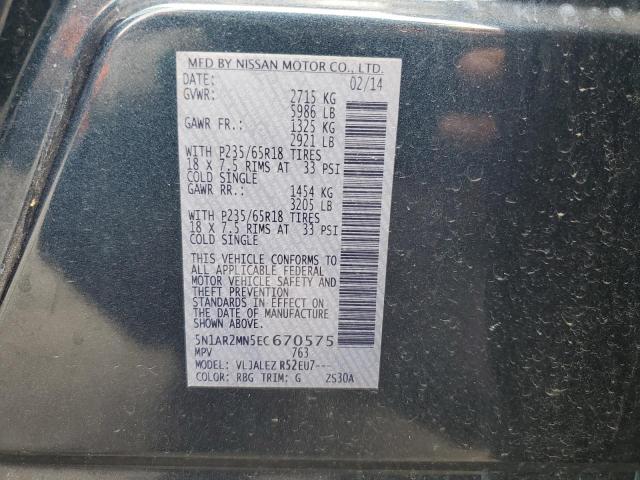 MFD BY NISSAN MOTOR CO., LTD.
DATE: 02/14
GVWR: 2715 KG
5986 LB
GAWR FR.: 1325 KG
2921 LB
WITH P235/65R18 TIRES
18 X 7.5 RIMS AT 33 PSI
COLD SINGLE
GAWR RR.: 1454 KG
3205 LB
WITH P235/65R18 TIRES
18 X 7.5 RIMS AT 33 PSI
COLD SINGLE
THIS VEHICLE CONFORMS TO
ALL APPLICABLE FEDERAL
MOTOR VEHICLE SAFETY AND
AND THEFT PREVENTION
STANDARDS IN EFFECT ON
THE DATE OF MANUFACTURE
SHOWN ABOVE.
5N1AR2MN5EC670575
MPV 763
MODEL: VLJALEZ R52EU7---
COLOR: RBG TRIM: G 2S30A